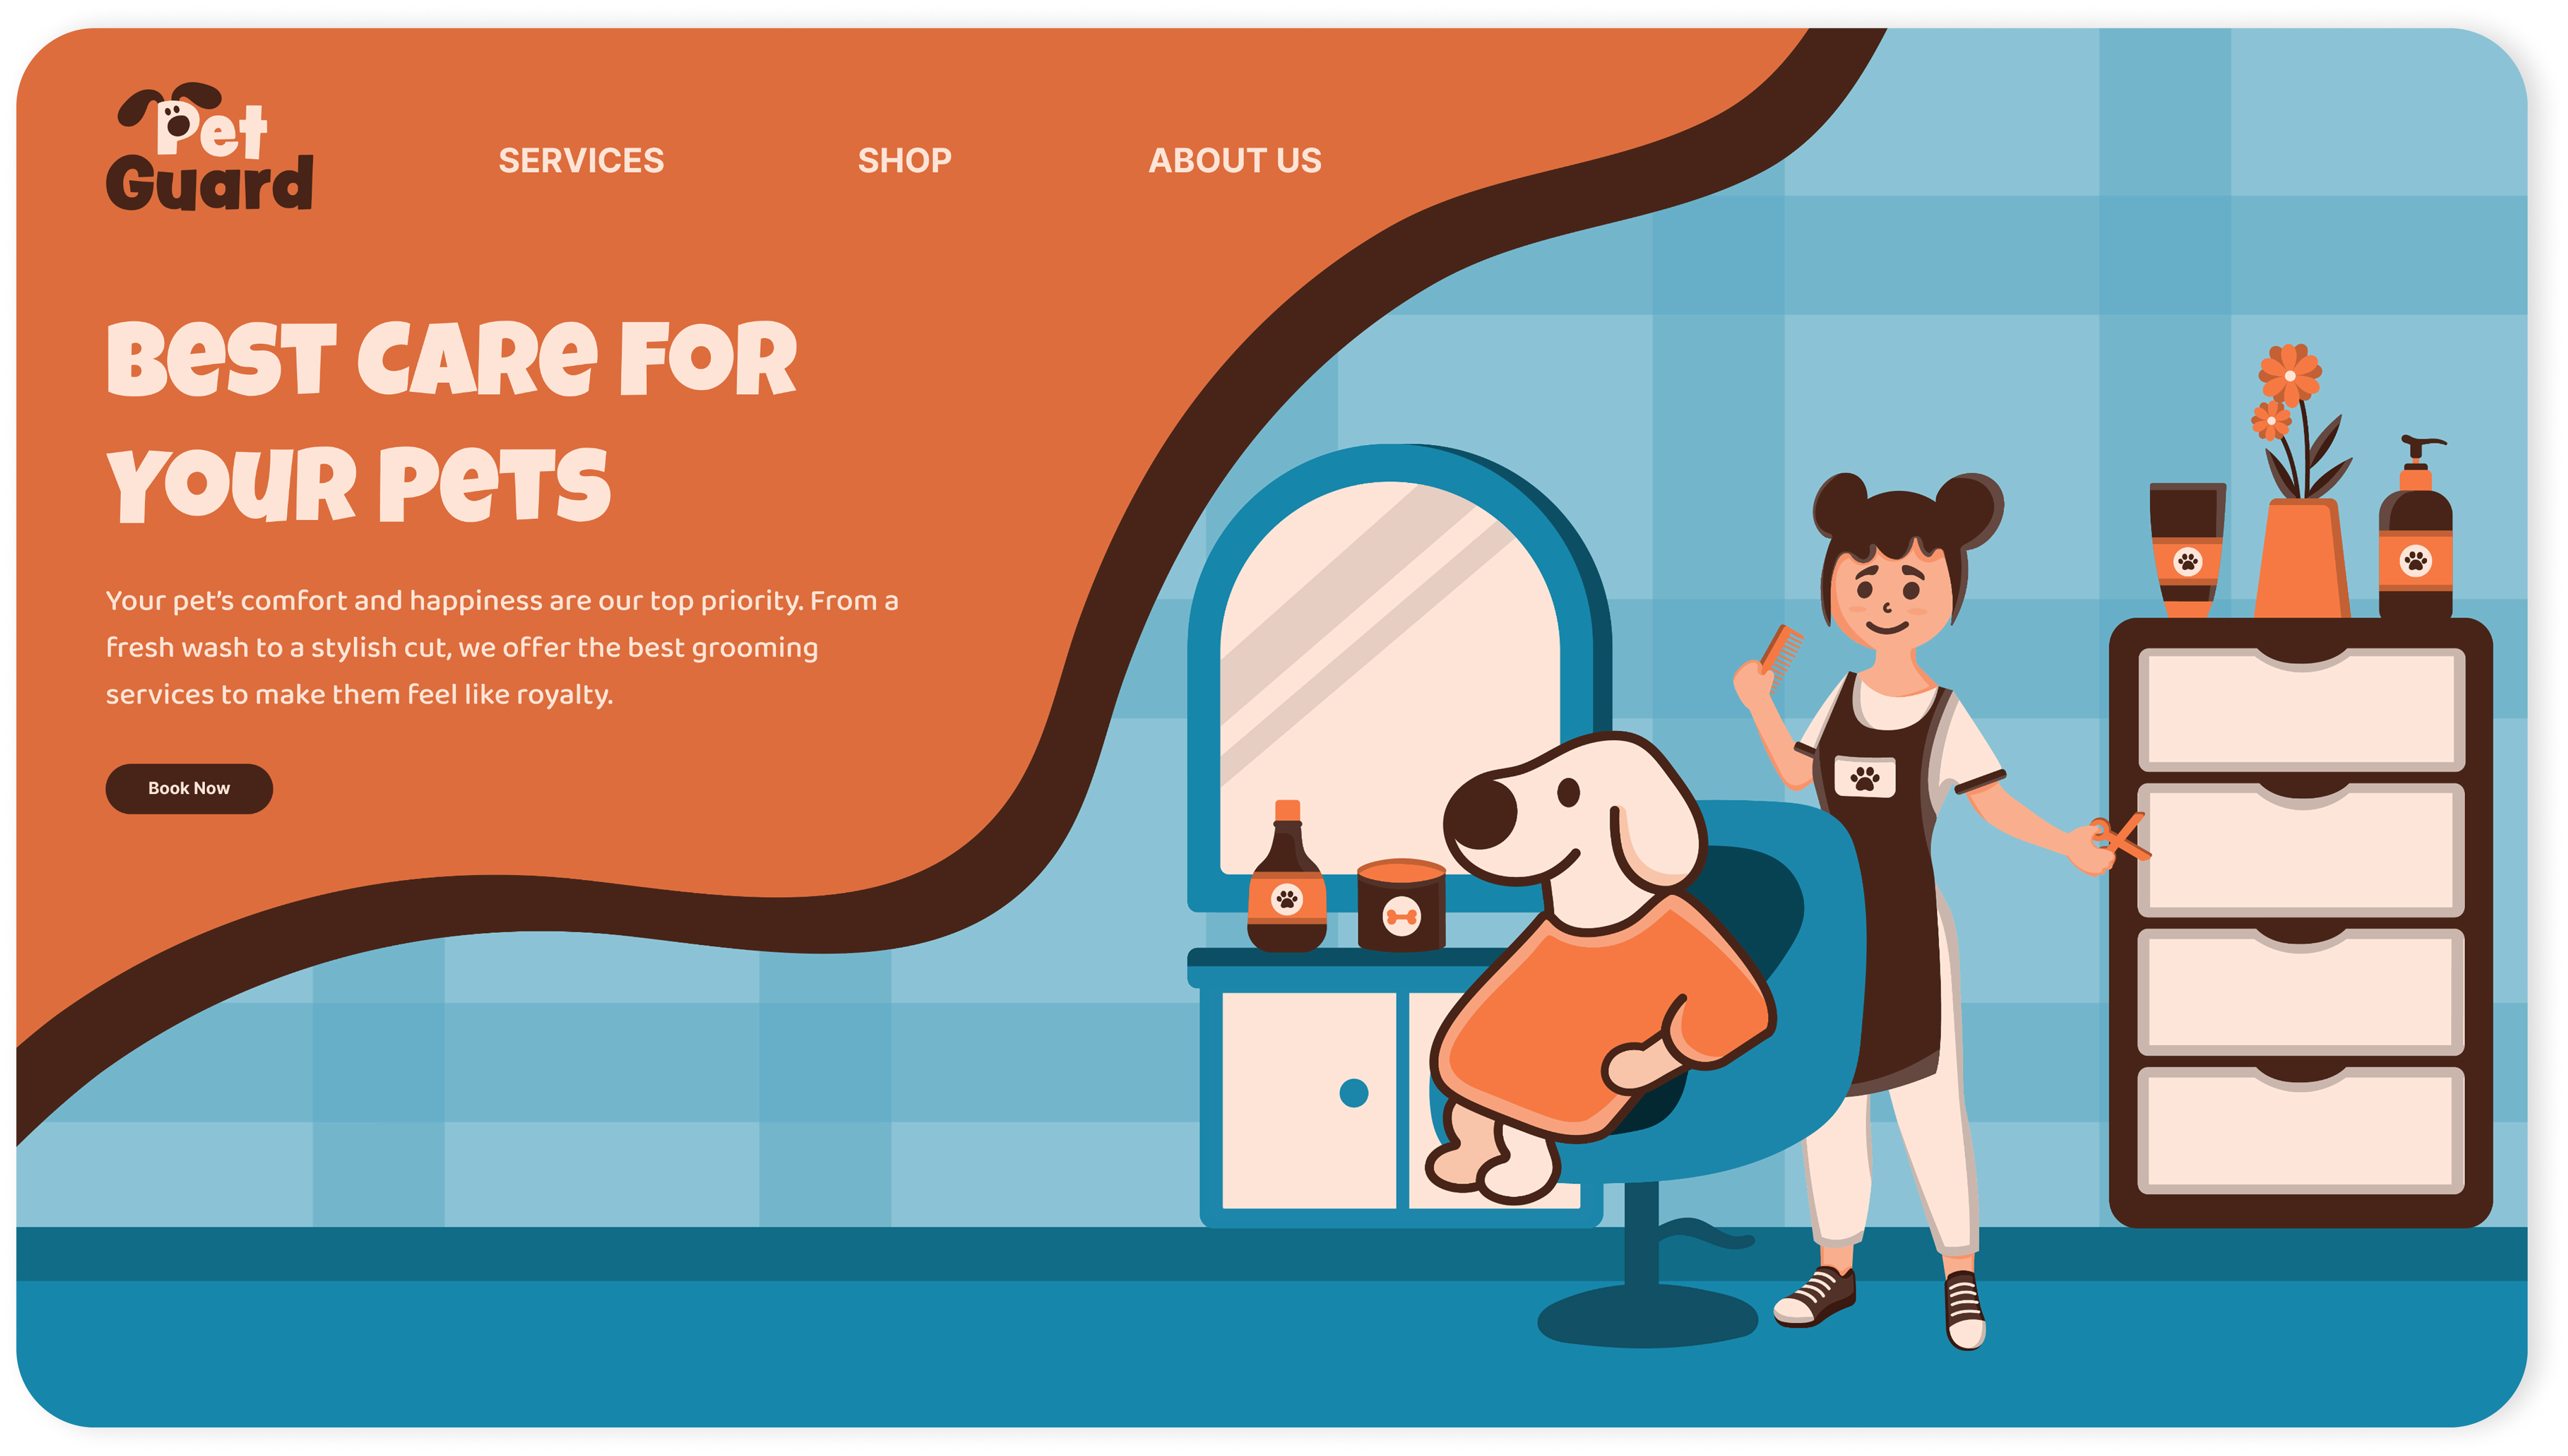 Pet
Guard
SERVICES
SHOP
ABOUT US
BeST CARe FOR
YOUR PeTS
Your pet’s comfort and happiness are our top priority. From a
fresh wash to a stylish cut, we offer the best grooming
services to make them feel like royalty.
Book Now